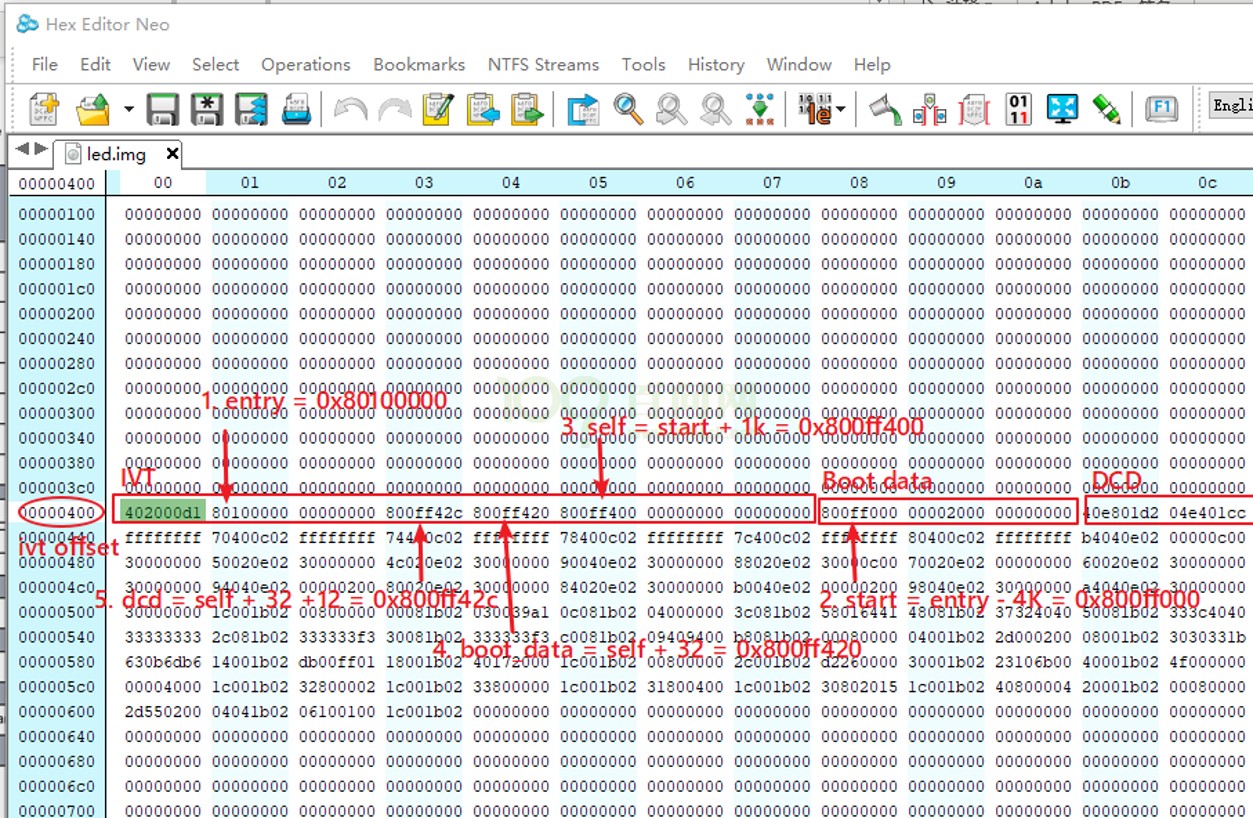 Hex Editor Neo
File Edit View Select Operations Bookmarks NTFS Streams Tools History Window Help
led.img
00000400 00 01 02 03 04 05 06 07 08 09 0a 0b 0c
00000100 00000000 00000000 00000000 00000000 00000000 00000000 00000000 00000000 00000000 00000000 00000000 00000000 00000000
00000140 00000000 00000000 00000000 00000000 00000000 00000000 00000000 00000000 00000000 00000000 00000000 00000000 00000000
00000180 00000000 00000000 00000000 00000000 00000000 00000000 00000000 00000000 00000000 00000000 00000000 00000000 00000000
000001c0 00000000 00000000 00000000 00000000 00000000 00000000 00000000 00000000 00000000 00000000 00000000 00000000 00000000
00000200 00000000 00000000 00000000 00000000 00000000 00000000 00000000 00000000 00000000 00000000 00000000 00000000 00000000
00000240 00000000 00000000 00000000 00000000 00000000 00000000 00000000 00000000 00000000 00000000 00000000 00000000 00000000
00000280 00000000 00000000 00000000 00000000 00000000 00000000 00000000 00000000 00000000 00000000 00000000 00000000 00000000
000002c0 00000000 00000000 00000000 00000000 00000000 00000000 00000000 00000000 00000000 00000000 00000000 00000000 00000000
1. entry = 0x80100000
00000300 00000000 00000000 00000000 00000000 00000000 00000000 00000000 00000000 00000000 00000000 00000000 00000000 00000000
3. self = start + 1k = 0x800ff400
00000340 00000000 00000000 00000000 00000000 00000000 00000000 00000000 00000000 00000000 00000000 00000000 00000000 00000000
00000380 00000000 00000000 00000000 00000000 00000000 00000000 00000000 00000000 00000000 00000000 00000000 00000000 00000000
IVT Boot data DCD
000003c0 00000000 00000000 00000000 00000000 00000000 00000000 00000000 00000000 00000000 00000000 00000000 00000000 00000000
00000400 402000d1 80100000 00000000 800ff42c 800ff420 800ff400 00000000 00000000 800ff000 00002000 00000000 40e801d2 04e401cc
00000440 ffffffff 70400c02 ffffffff 74400c02 ffffffff 78400c02 ffffffff 7c400c02 ffffffff 80400c02 ffffffff b4040e02 00000c00
ivt offset
00000480 30000000 50020e02 30000000 4c020e02 30000000 90040e02 30000000 88020e02 30000c00 70020e02 00000000 60020e02 30000000
000004c0 30000000 94040e02 00000200 80020e02 30000000 84020e02 30000000 b0040e02 00000200 98040e02 30000000 a4040e02 30000000
5. dcd = self + 32 +12 = 0x800ff42c 2. start = entry - 4K = 0x800ff000
00000500 1c001b02 00081b02 0c081b02 04000000 3c081b02 58016441 48081b02 37324040 50081b02 333c4040
00000540 33333333 2c081b02 333333f3 30081b02 333333f3 c0081b02 09409400 b8081b02 00080000 04001b02 2d000200 08001b02 3030331b
4. boot_data = self + 32 = 0x800ff420
00000580 630b6db6 14001b02 db00ff01 18001b02 40172000 1c001b02 00800000 2c001b02 d2260000 30001b02 23106b00 40001b02 4f000000
000005c0 00004000 1c001b02 32800002 1c001b02 33800000 1c001b02 31800400 1c001b02 30802015 1c001b02 40800004 20001b02 00080000
00000600 2d550200 04041b02 06100100 1c001b02 00000000 00000000 00000000 00000000 00000000 00000000 00000000 00000000 00000000
00000640 00000000 00000000 00000000 00000000 00000000 00000000 00000000 00000000 00000000 00000000 00000000 00000000 00000000
00000680 00000000 00000000 00000000 00000000 00000000 00000000 00000000 00000000 00000000 00000000 00000000 00000000 00000000
000006c0 00000000 00000000 00000000 00000000 00000000 00000000 00000000 00000000 00000000 00000000 00000000 00000000 00000000
00000700 00000000 00000000 00000000 00000000 00000000 00000000 00000000 00000000 00000000 00000000 00000000 00000000 00000000